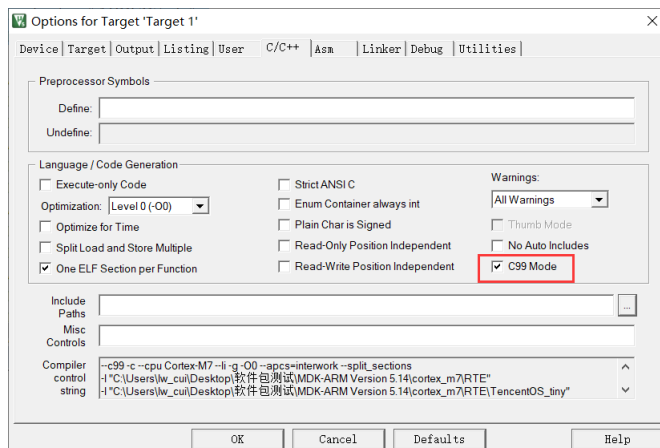 Options for Target 'Target 1'
Device Target Output Listing User C/C++ Asm Linker Debug Utilities
Preprocessor Symbols
Define:
Undefine:
Language / Code Generation
Execute-only Code
Optimization: Level 0 (-O0)
Optimize for Time
Split Load and Store Multiple
One ELF Section per Function
Strict ANSI C
Enum Container always int
Plain Char is Signed
Read-Only Position Independent
Read-Write Position Independent
Warnings:
All Warnings
Thumb Mode
No Auto Includes
C99 Mode
Include Paths
...
Misc Controls
Compiler control string
--c99 -c --cpu Cortex-M7 --li -g -O0 --apcs=interwork --split_sections
-I "C:\Users\lw_cui\Desktop\软件包测试\MDK-ARM Version 5.14\cortex_m7\RTE"
-I "C:\Users\lw_cui\Desktop\软件包测试\MDK-ARM Version 5.14\cortex_m7\RTE\TencentOS_tiny"
OK Cancel Defaults Help